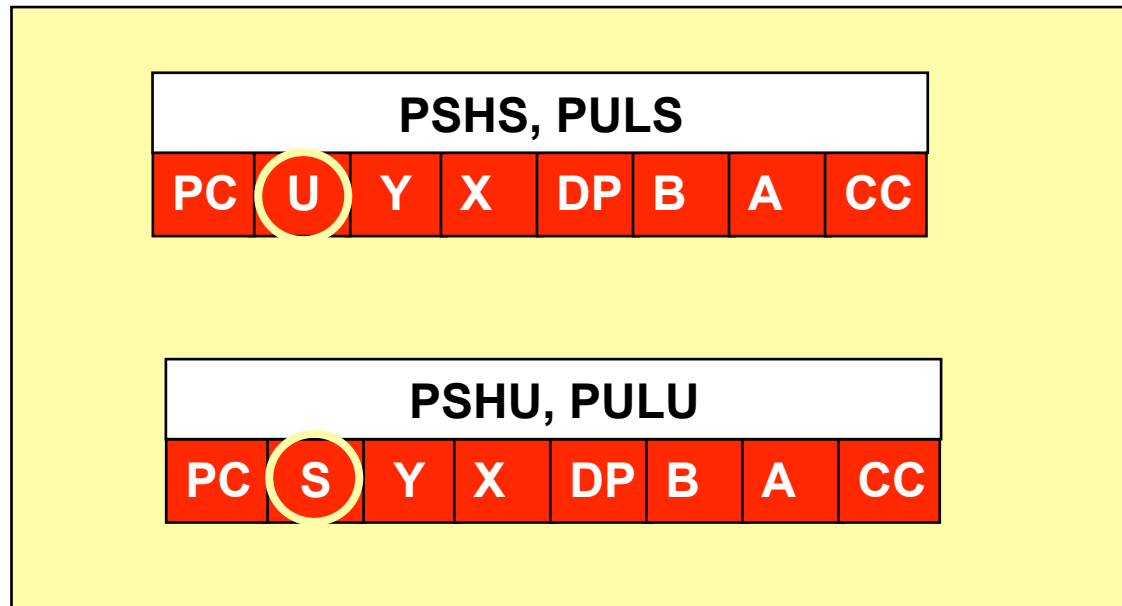 PSHS, PULS
PC U Y X DP B A CC
PSHU, PULU
PC S Y X DP B A CC